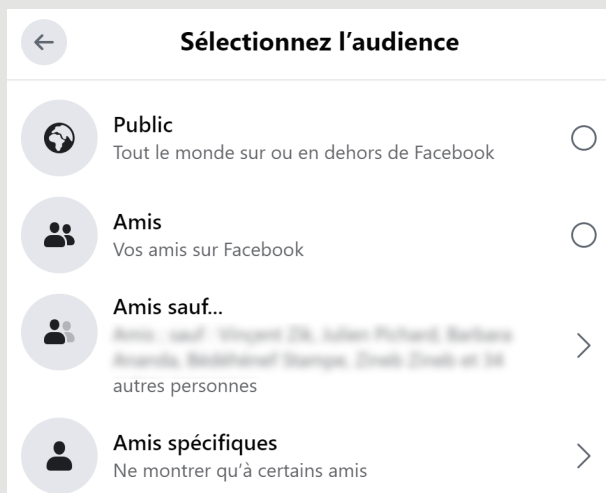 Sélectionnez l’audience
Public
Tout le monde sur ou en dehors de Facebook
Amis
Vos amis sur Facebook
Amis sauf...
autres personnes
Amis spécifiques
Ne montrer qu’à certains amis